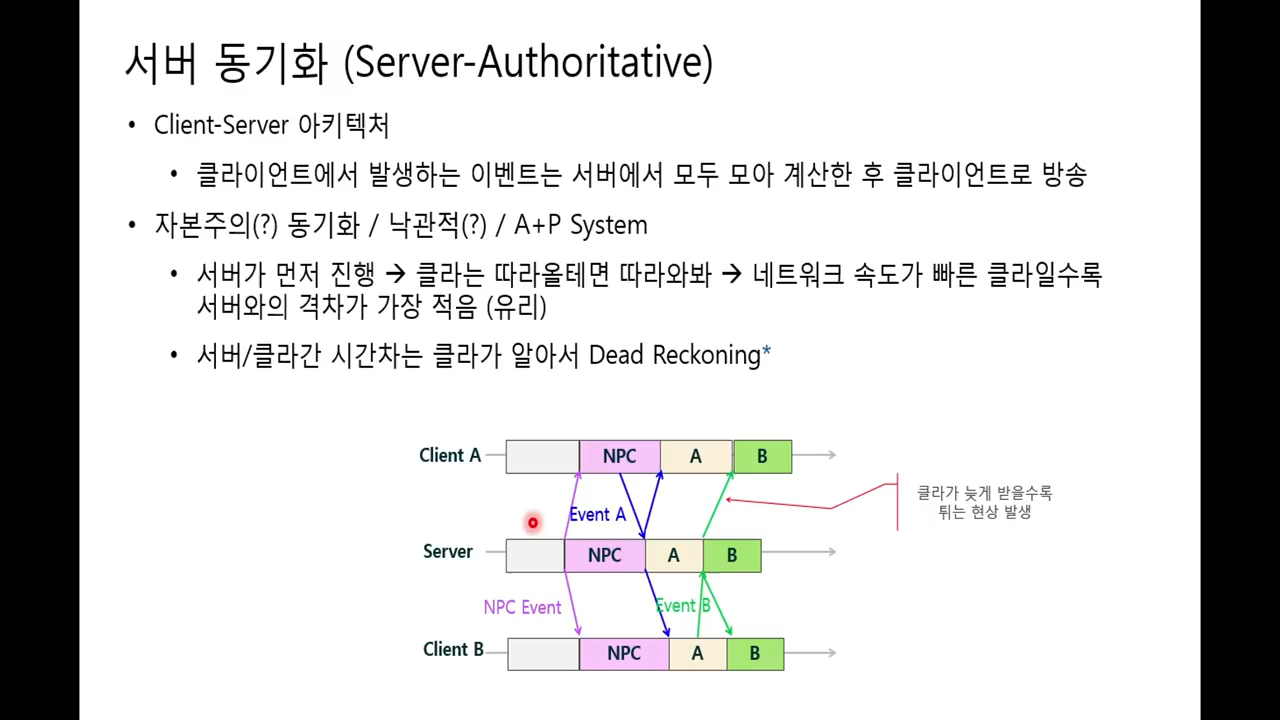 서버 동기화 (Server-Authoritative)
• Client-Server 아키텍처
• 클라이언트에서 발생하는 이벤트는 서버에서 모두 모아 계산한 후 클라이언트로 방송
• 자본주의(?) 동기화 / 낙관적(?) / A+P System
• 서버가 먼저 진행 → 클라는 따라올테면 따라와봐 → 네트워크 속도가 빠른 클라일수록
서버와의 격차가 가장 적음 (유리)
• 서버/클라간 시간차는 클라가 알아서 Dead Reckoning*
Client A
NPC
A
B
클라가 늦게 받을수록
튀는 현상 발생
Event A
Server
NPC
A
B
NPC Event
Event B
Client B
NPC
A
B